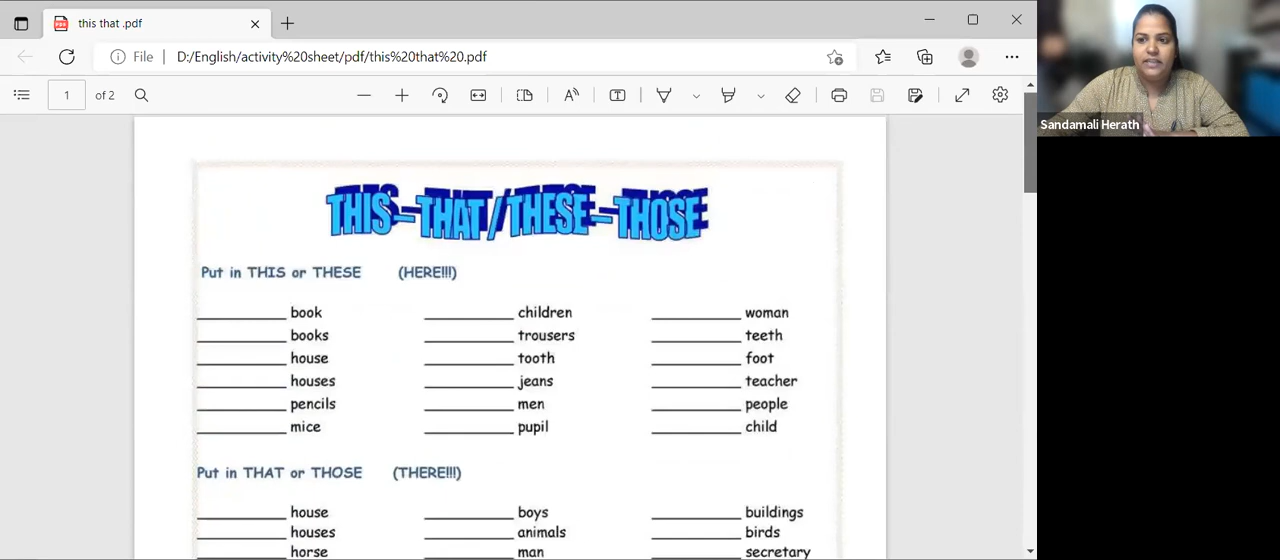 this that .pdf
File D:/English/activity%20sheet/pdf/this%20that%20.pdf
1 of 2
Sandamali Herath
THIS – THAT / THESE – THOSE
Put in THIS or THESE (HERE!!!)
__________ book __________ children __________ woman
__________ books __________ trousers __________ teeth
__________ house __________ tooth __________ foot
__________ houses __________ jeans __________ teacher
__________ pencils __________ men __________ people
__________ mice __________ pupil __________ child
Put in THAT or THOSE (THERE!!!)
__________ house __________ boys __________ buildings
__________ houses __________ animals __________ birds
__________ horse __________ man __________ secretary